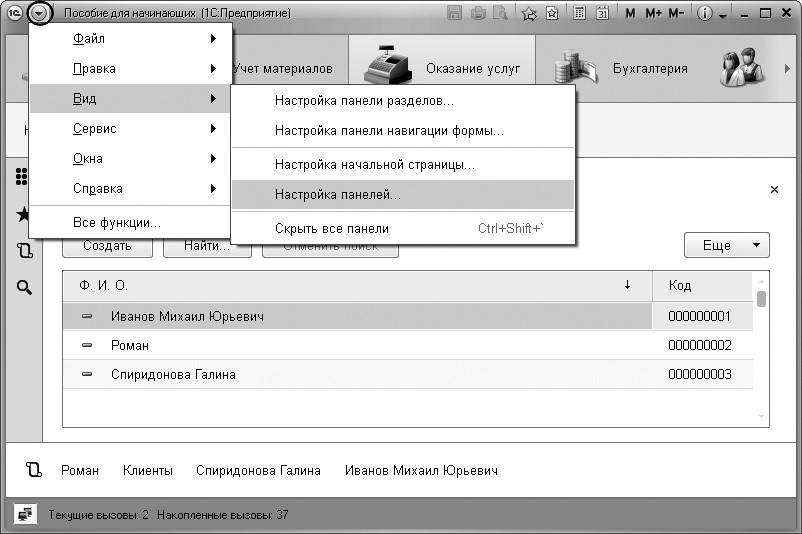 1С Пособие для начинающих (1С:Предприятие) 31 M M+ M-
Файл
Правка
Вид
Сервис
Окна
Справка
Все функции...
Учет материалов Оказание услуг Бухгалтерия
Настройка панели разделов...
Настройка панели навигации формы...
Настройка начальной страницы...
Настройка панелей...
Скрыть все панели Ctrl+Shift+`
Создать Найти... Отменить поиск Еще
Ф. И. О. Код
Иванов Михаил Юрьевич 000000001
Роман 000000002
Спиридонова Галина 000000003
Роман Клиенты Спиридонова Галина Иванов Михаил Юрьевич
Текущие вызовы: 2 Накопленные вызовы: 37